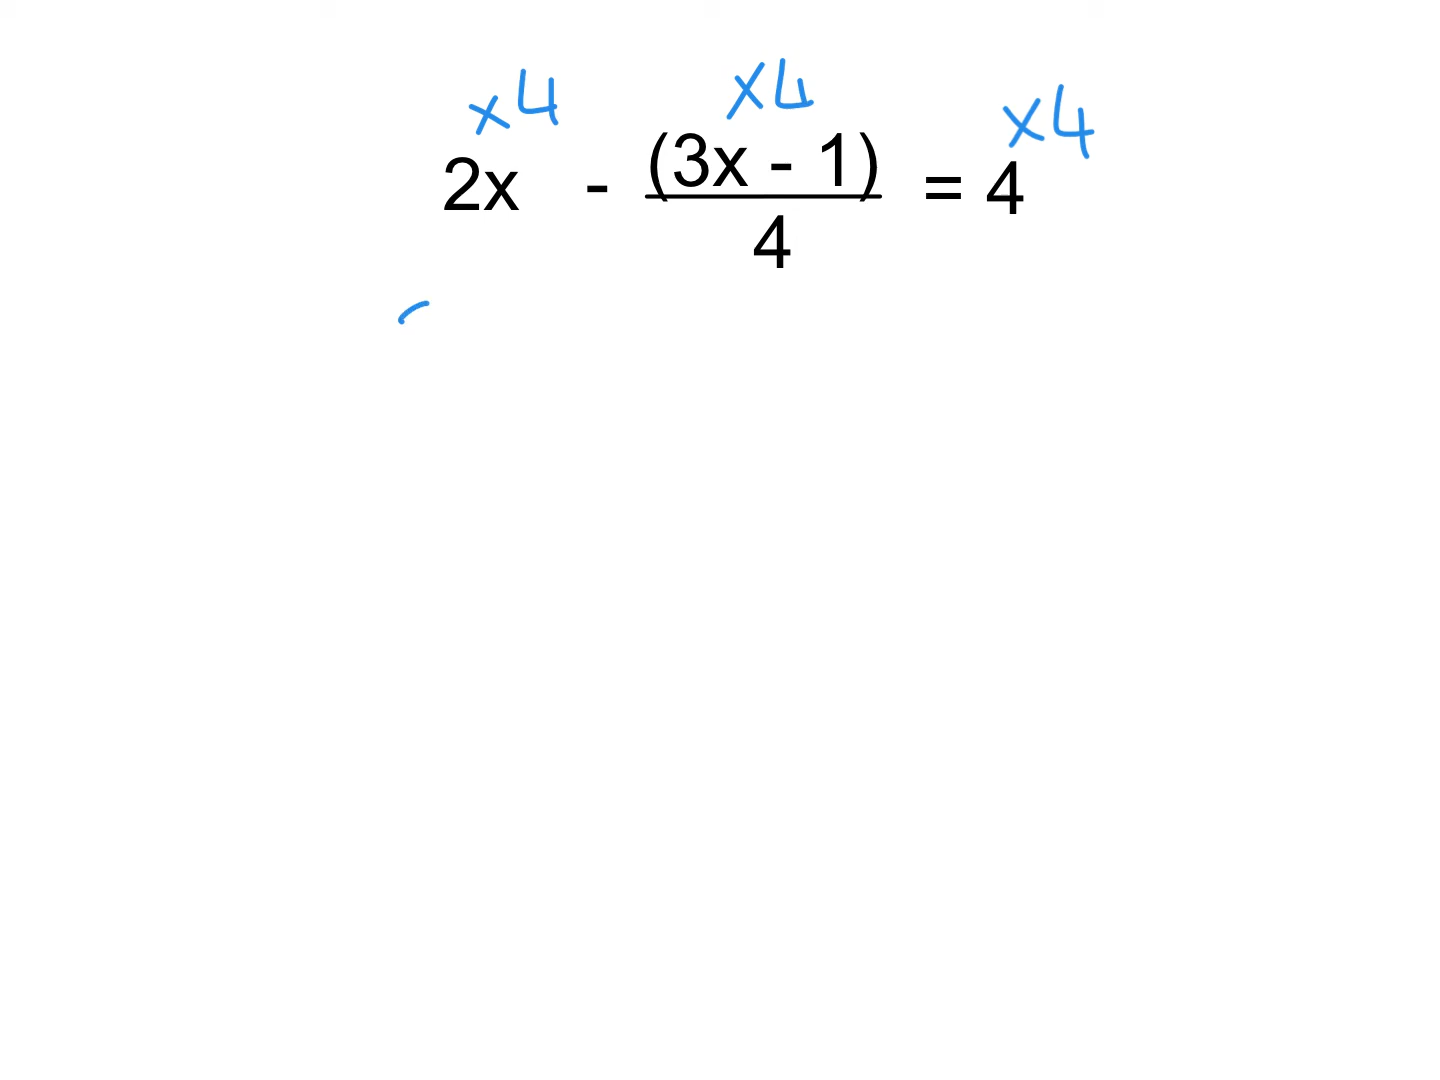 x4 x4 x4
2x - (3x - 1) = 4
4